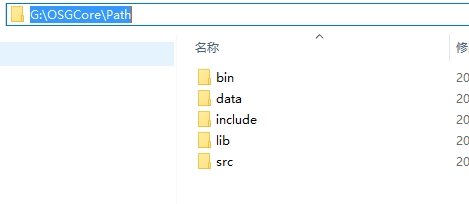 G:\OSGCore\Path
名称
修
bin
20
data
20
include
20
lib
20
src
20